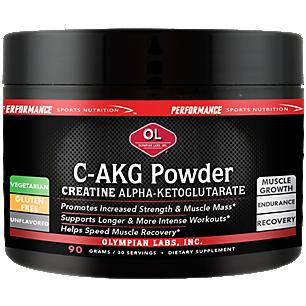 PERFORMANCE SPORTS NUTRITION
PERFORMANCE SPORTS NUTRITION
OL
OLYMPIAN LABS, INC.
C-AKG Powder
CREATINE ALPHA-KETOGLUTARATE
Promotes Increased Strength & Muscle Mass*
Supports Longer & More Intense Workouts*
Helps Speed Muscle Recovery*
OLYMPIAN LABS, INC.
90 GRAMS / 30 SERVINGS • DIETARY SUPPLEMENT
VEGETARIAN
GLUTEN
FREE
UNFLAVORED
MUSCLE
GROWTH
ENDURANCE
RECOVERY